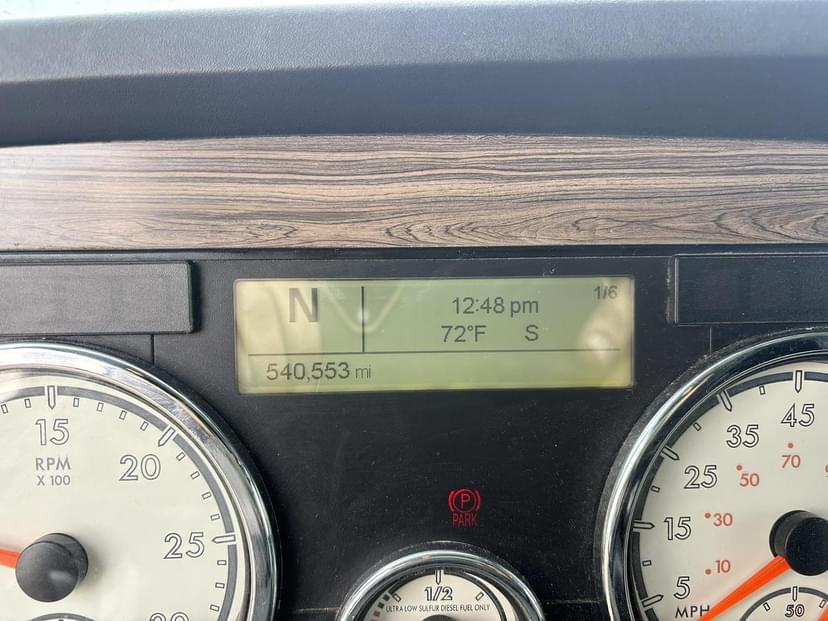 N
12:48 pm
1/6
72°F S
540,553 mi
15
20
25
RPM
X 100
45
35
25
15
5
70
50
30
10
MPH
50
P
PARK
1/2
ULTRA LOW SULFUR DIESEL FUEL ONLY